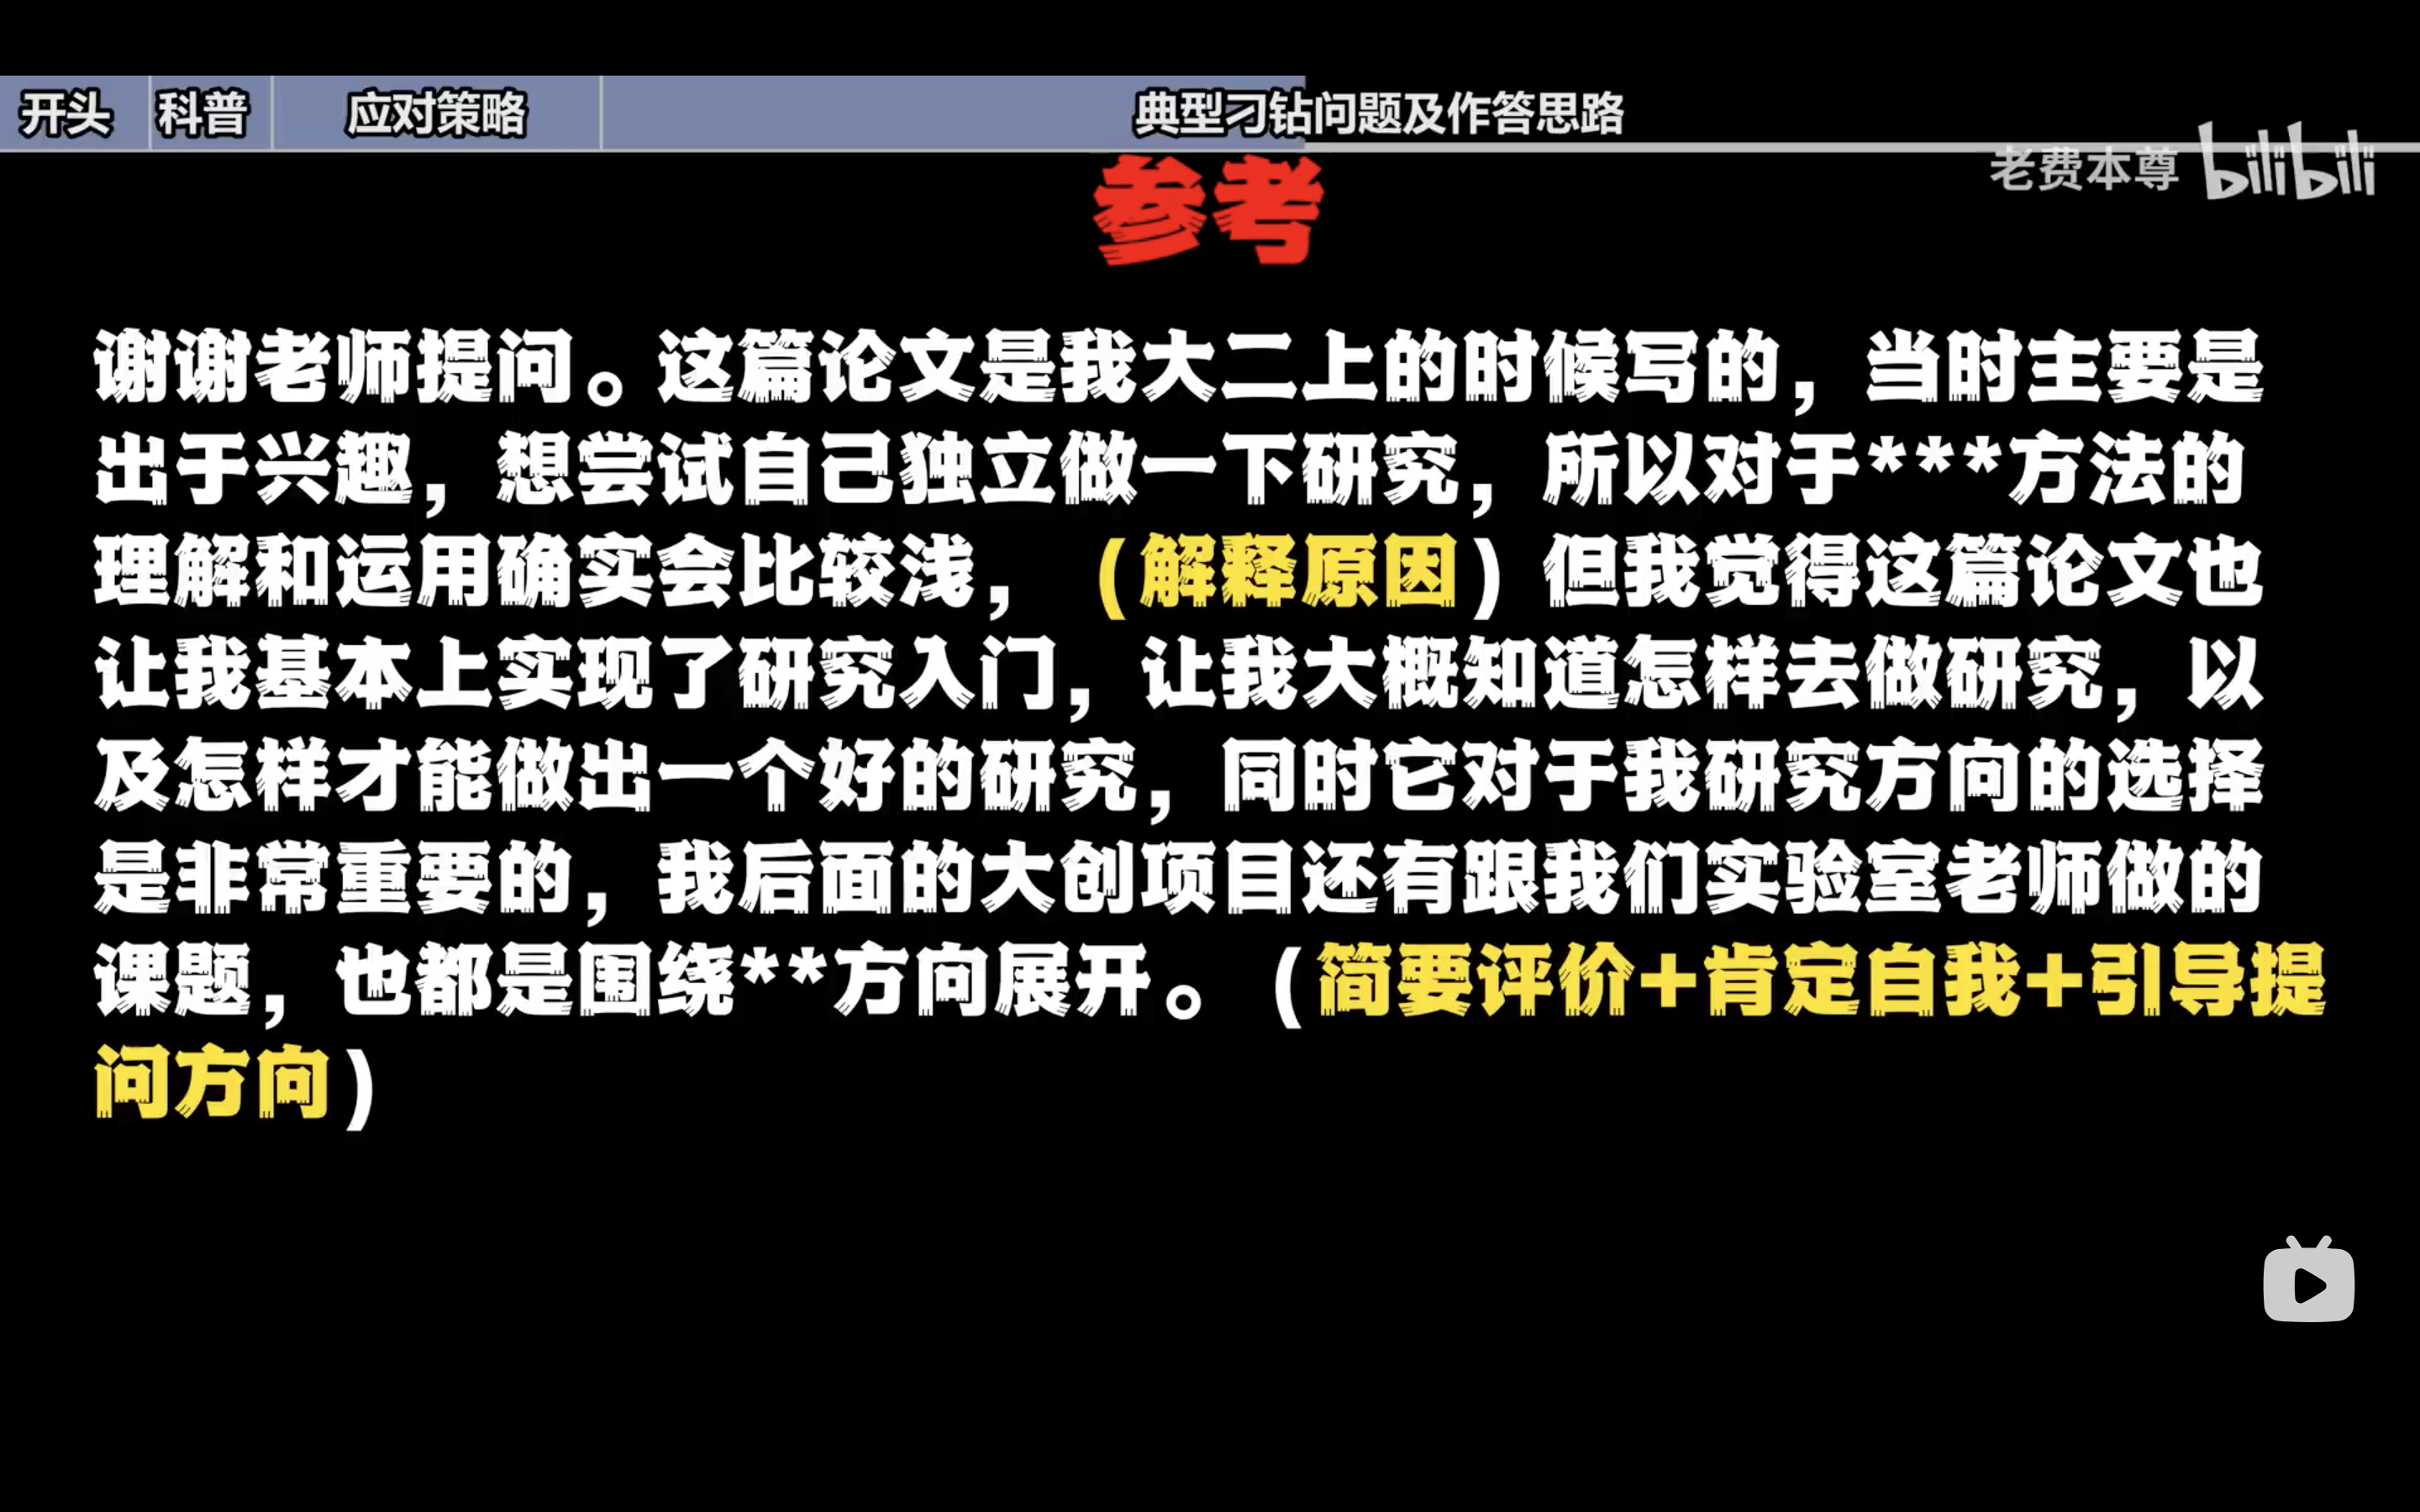 开头 科普 应对策略 典型刁钻问题及作答思路
老费本尊 bilibili
参考
谢谢老师提问。这篇论文是我大二上的时候写的，当时主要是
出于兴趣，想尝试自己独立做一下研究，所以对于***方法的
理解和运用确实会比较浅，（解释原因）但我觉得这篇论文也
让我基本上实现了研究入门，让我大概知道怎样去做研究，以
及怎样才能做出一个好的研究，同时它对于我研究方向的选择
是非常重要的，我后面的大创项目还有跟我们实验室老师做的
课题，也都是围绕**方向展开。（简要评价+肯定自我+引导提
问方向）